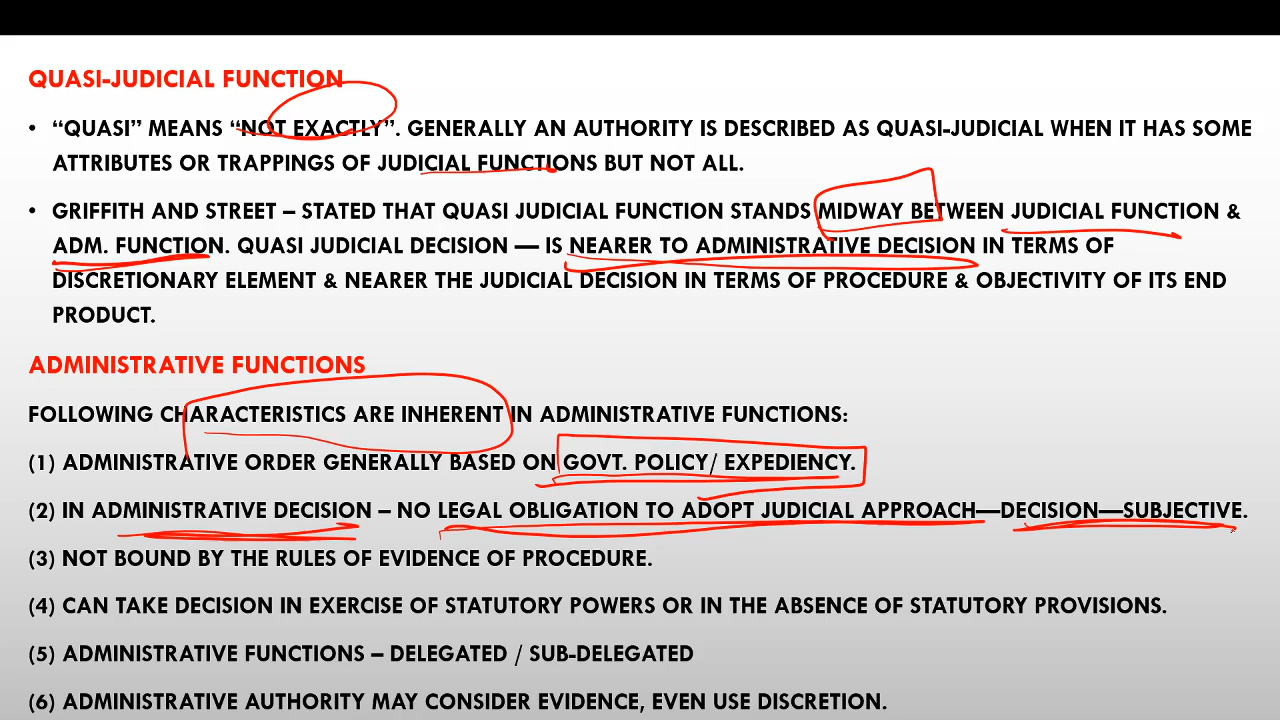 QUASI-JUDICIAL FUNCTION
• “QUASI” MEANS “NOT EXACTLY”. GENERALLY AN AUTHORITY IS DESCRIBED AS QUASI-JUDICIAL WHEN IT HAS SOME
ATTRIBUTES OR TRAPPINGS OF JUDICIAL FUNCTIONS BUT NOT ALL.
• GRIFFITH AND STREET – STATED THAT QUASI JUDICIAL FUNCTION STANDS MIDWAY BETWEEN JUDICIAL FUNCTION &
ADM. FUNCTION. QUASI JUDICIAL DECISION — IS NEARER TO ADMINISTRATIVE DECISION IN TERMS OF
DISCRETIONARY ELEMENT & NEARER THE JUDICIAL DECISION IN TERMS OF PROCEDURE & OBJECTIVITY OF ITS END
PRODUCT.
ADMINISTRATIVE FUNCTIONS
FOLLOWING CHARACTERISTICS ARE INHERENT IN ADMINISTRATIVE FUNCTIONS:
(1) ADMINISTRATIVE ORDER GENERALLY BASED ON GOVT. POLICY/ EXPEDIENCY.
(2) IN ADMINISTRATIVE DECISION – NO LEGAL OBLIGATION TO ADOPT JUDICIAL APPROACH—DECISION—SUBJECTIVE.
(3) NOT BOUND BY THE RULES OF EVIDENCE OF PROCEDURE.
(4) CAN TAKE DECISION IN EXERCISE OF STATUTORY POWERS OR IN THE ABSENCE OF STATUTORY PROVISIONS.
(5) ADMINISTRATIVE FUNCTIONS – DELEGATED / SUB-DELEGATED
(6) ADMINISTRATIVE AUTHORITY MAY CONSIDER EVIDENCE, EVEN USE DISCRETION.